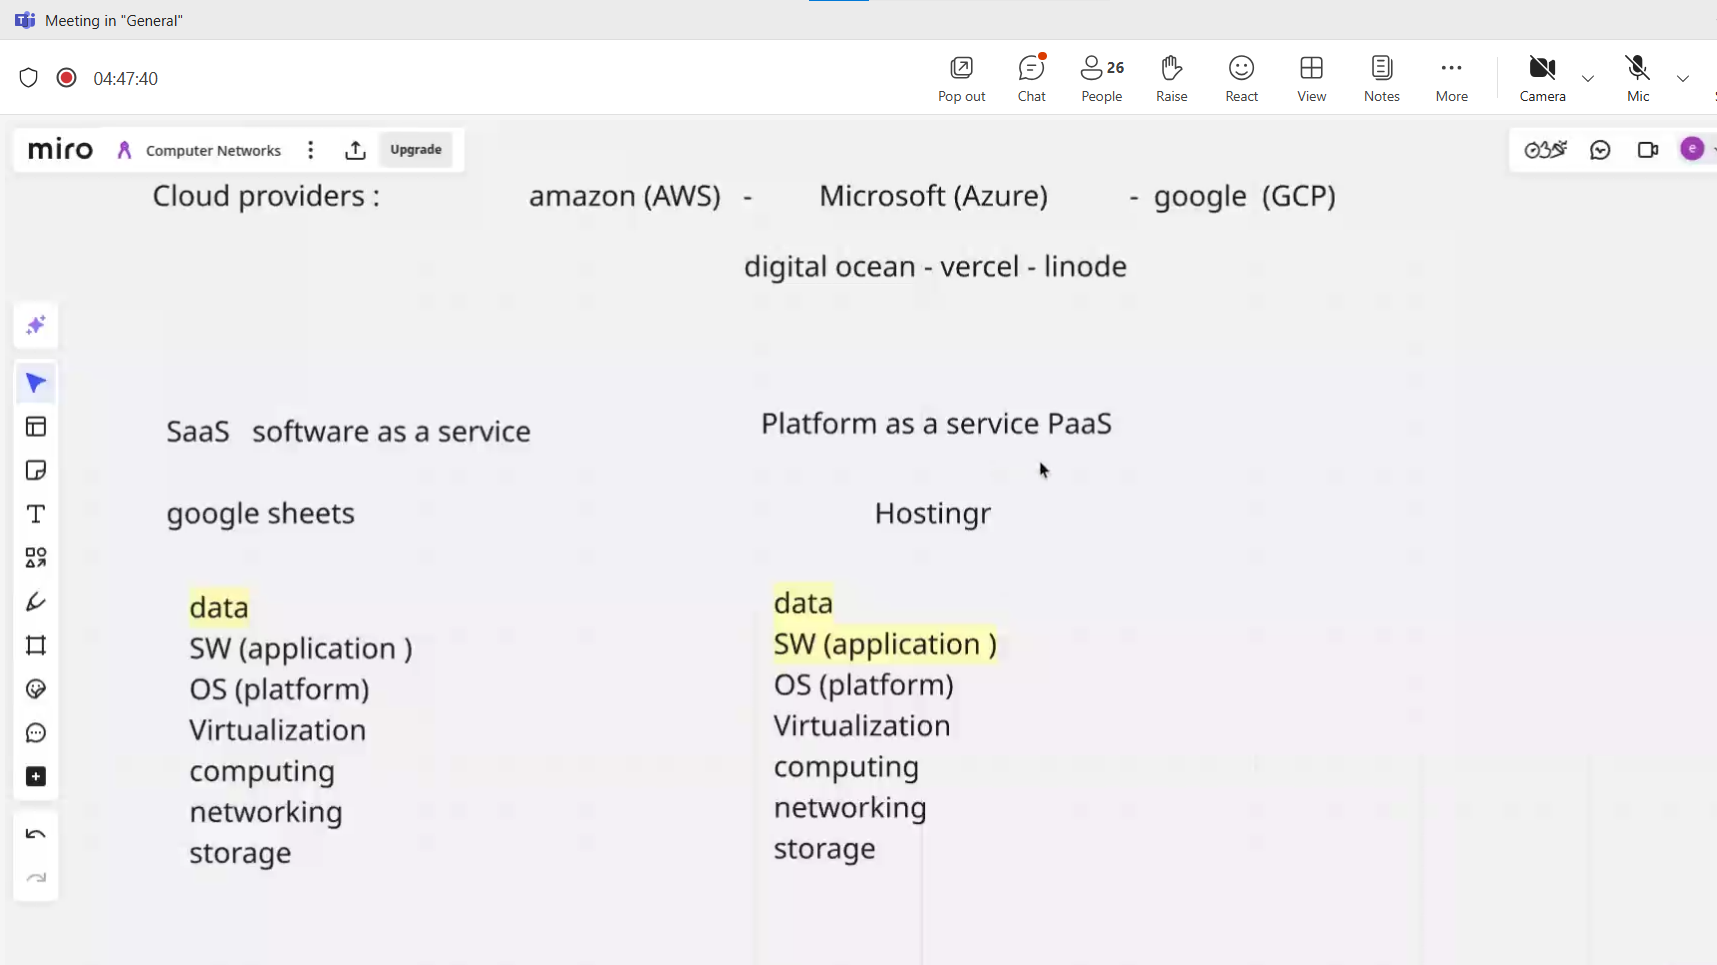 Meeting in "General"
04:47:40
Pop out
Chat
26
People
Raise
React
View
Notes
More
Camera
Mic
miro
Computer Networks
Upgrade
e
Cloud providers : amazon (AWS) - Microsoft (Azure) - google (GCP)
digital ocean - vercel - linode
SaaS software as a service
google sheets
data
SW (application )
OS (platform)
Virtualization
computing
networking
storage
Platform as a service PaaS
Hostingr
data
SW (application )
OS (platform)
Virtualization
computing
networking
storage